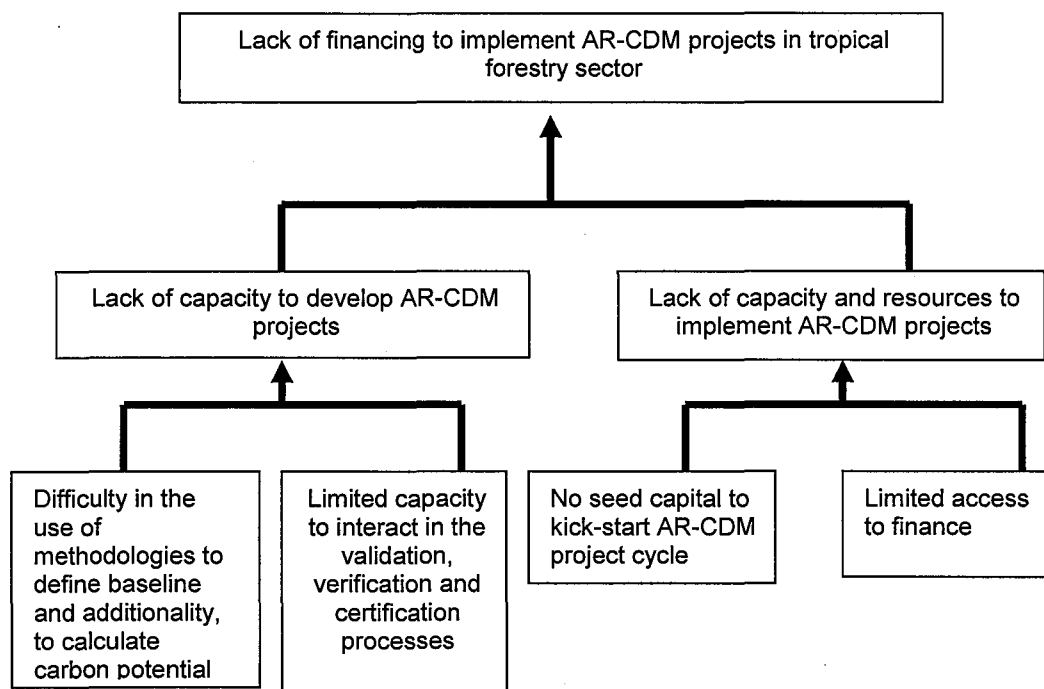 Lack of financing to implement AR-CDM projects in tropical
forestry sector
Lack of capacity to develop AR-CDM
projects
Lack of capacity and resources to
implement AR-CDM projects
Difficulty in the
use of
methodologies to
define baseline
and additionality,
to calculate
carbon potential
Limited capacity
to interact in the
validation,
verification and
certification
processes
No seed capital to
kick-start AR-CDM
project cycle
Limited access
to finance